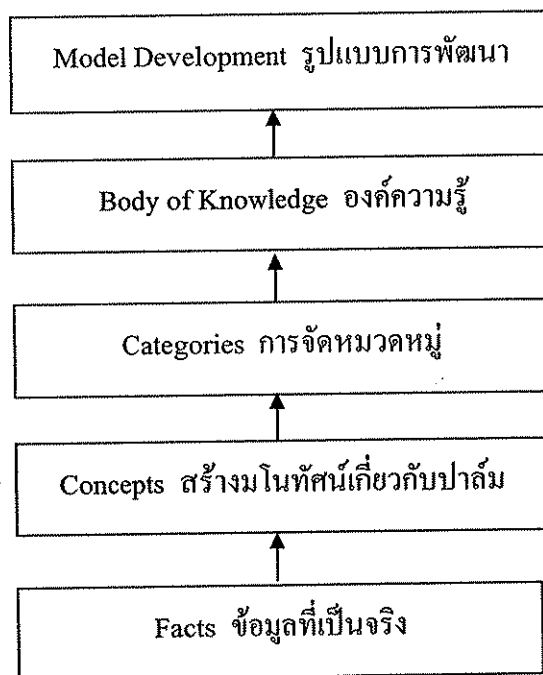 Model Development รูปแบบการพัฒนา
Body of Knowledge องค์ความรู้
Categories การจัดหมวดหมู่
Concepts สร้างมโนทัศน์เกี่ยวกับปาล์ม
Facts ข้อมูลที่เป็นจริง